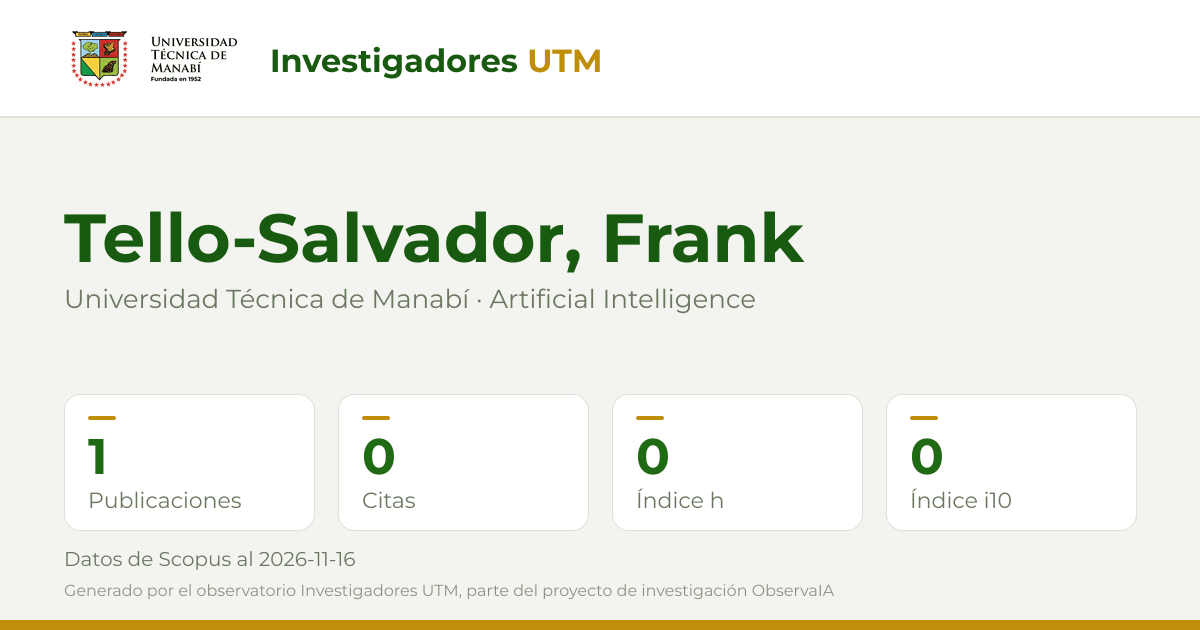 UNIVERSIDAD
TÉCNICA DE
MANABÍ
Fundada en 1952
Investigadores UTM
Tello-Salvador, Frank
Universidad Técnica de Manabí · Artificial Intelligence
1
Publicaciones
0
Citas
0
Índice h
0
Índice i10
Datos de Scopus al 2026-11-16
Generado por el observatorio Investigadores UTM, parte del proyecto de investigación ObservaIA